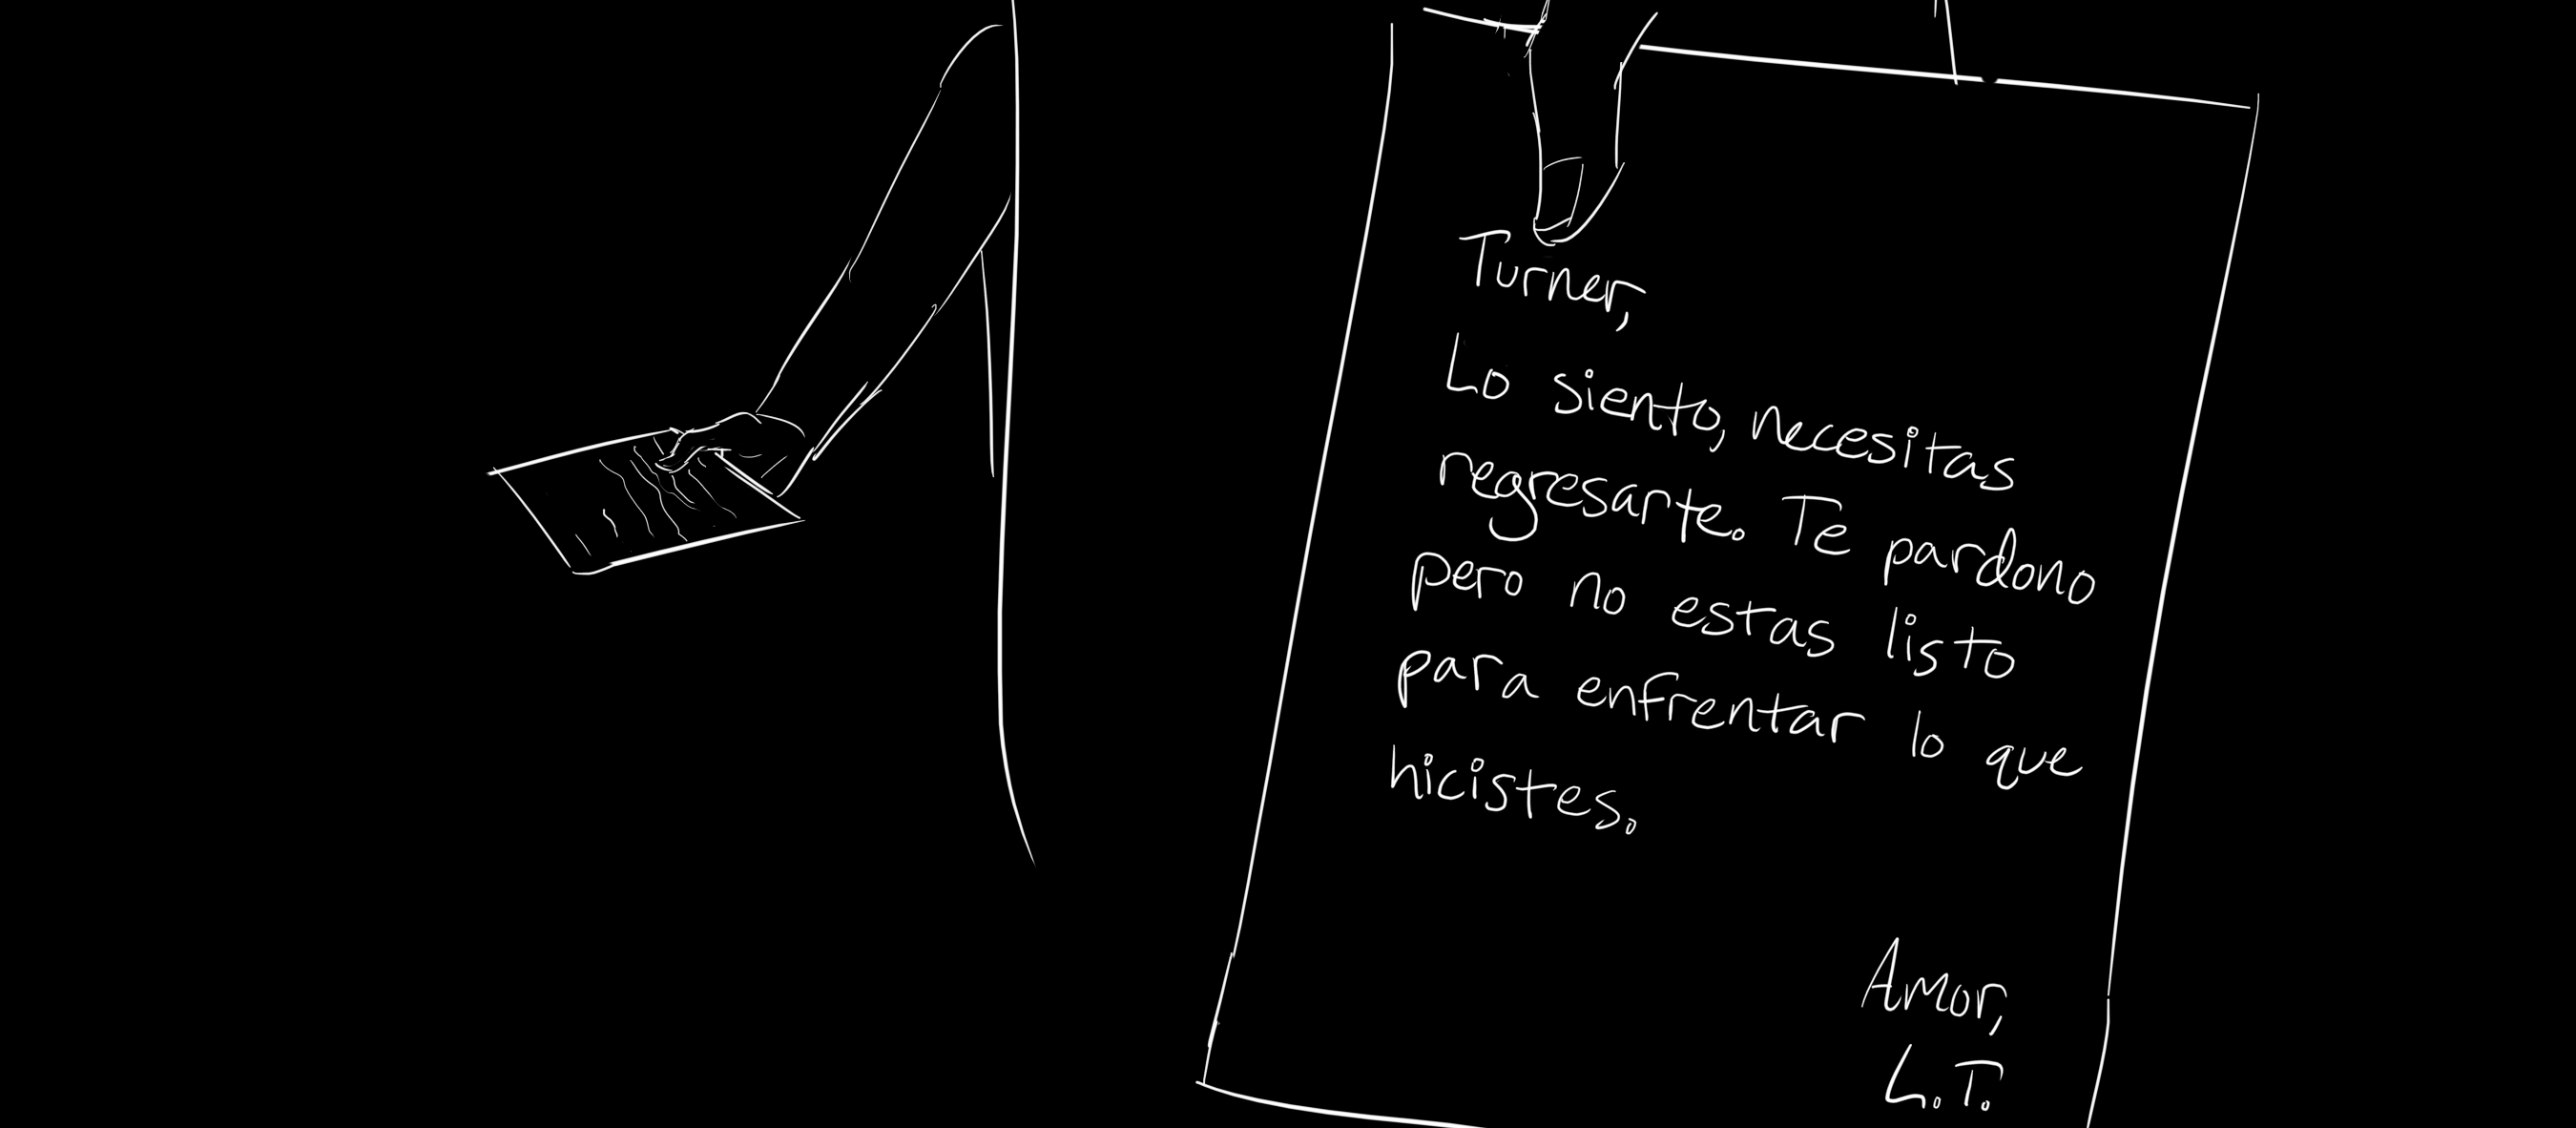 Turner,
Lo siento, necesitas
regresarte. Te pardono
pero no estas listo
para enfrentar lo que
hicistes.
Amor,
L.T.